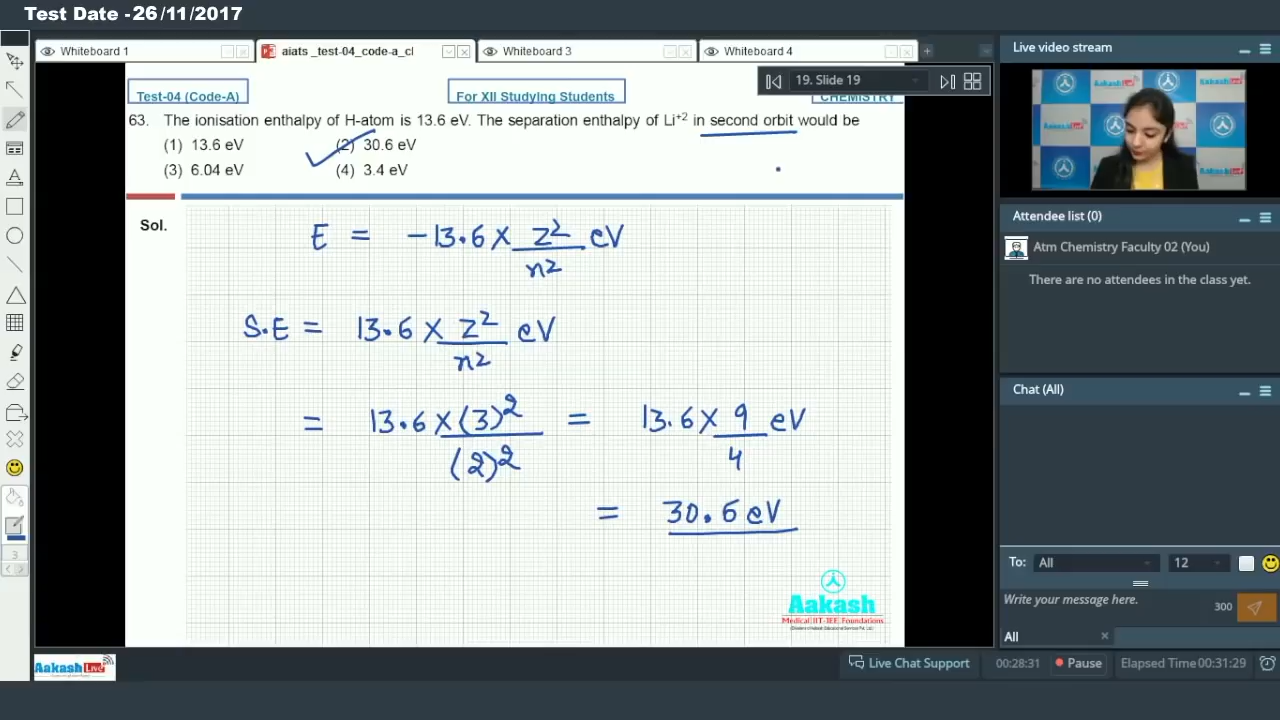 Test Date -26/11/2017
Whiteboard 1
aiats _test-04_code-a_cl
Whiteboard 3
Whiteboard 4
Live video stream
19. Slide 19
Test-04 (Code-A)
For XII Studying Students
CHEMISTRY
63. The ionisation enthalpy of H-atom is 13.6 eV. The separation enthalpy of Li+2 in second orbit would be
(1) 13.6 eV
(2) 30.6 eV
(3) 6.04 eV
(4) 3.4 eV
Sol.
E = -13.6 × Z²/n² eV
S.E = 13.6 × Z²/n² eV
= 13.6 × (3)²/(2)² = 13.6 × 9/4 eV
= 30.6 eV
Aakash
Medical|IIT-JEE|Foundations
Attendee list (0)
Atm Chemistry Faculty 02 (You)
There are no attendees in the class yet.
Chat (All)
To: All 12
Write your message here.
300
All ×
3
Aakash Live
Live Chat Support
00:28:31
Pause
Elapsed Time 00:31:29